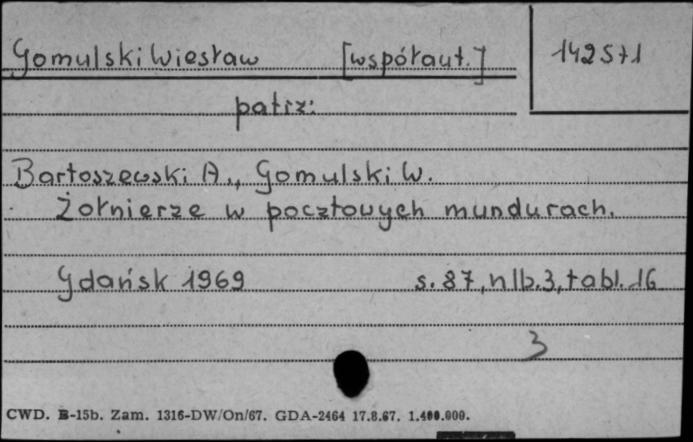 Gomulski Wiesław [współaut.] 142571
patrz:
Bartoszewski A., Gomulski W.
Żołnierze w pocztowych mundurach.
Gdańsk 1969 s. 87, nlb. 3, tabl. 16
3
CWD. B-15b. Zam. 1316-DW/On/67. GDA-2464 17.8.67. 1.400.000.